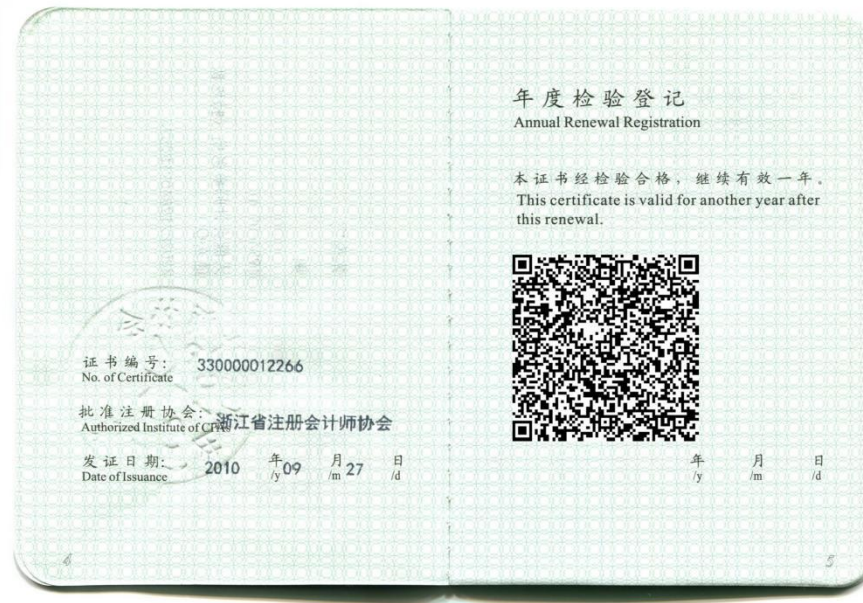 证书编号: 330000012266
No. of Certificate
批准注册协会: 浙江省注册会计师协会
Authorized Institute of CPAs
发证日期: 2010 年 09 月 27 日
Date of Issuance /y /m /d
4
年度检验登记
Annual Renewal Registration
本证书经检验合格，继续有效一年。
This certificate is valid for another year after
this renewal.
年 月 日
/y /m /d
5